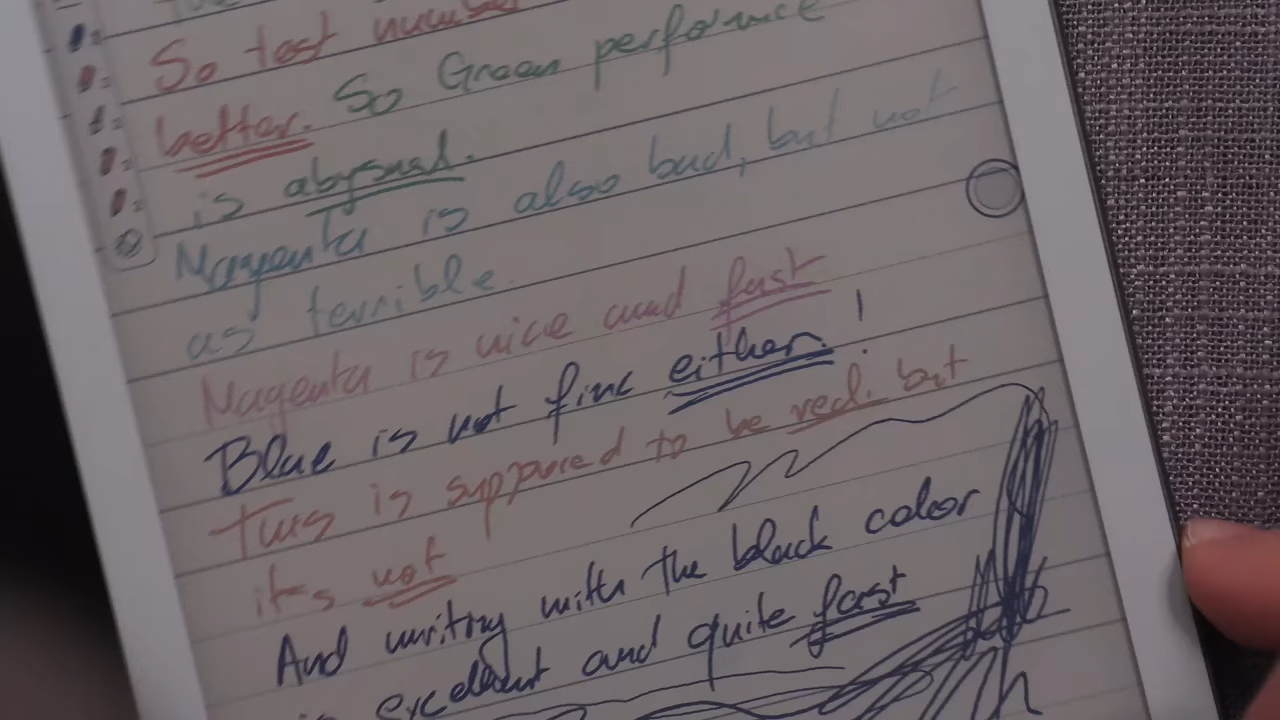 So test number
better. So Green performance
is abysmal.
Magenta is also bad, but not
as terrible.
Magenta is nice and fast
Blue is not fine either!
This is supposed to be red. but
it's not
And writing with the black color
is excellent and quite fast